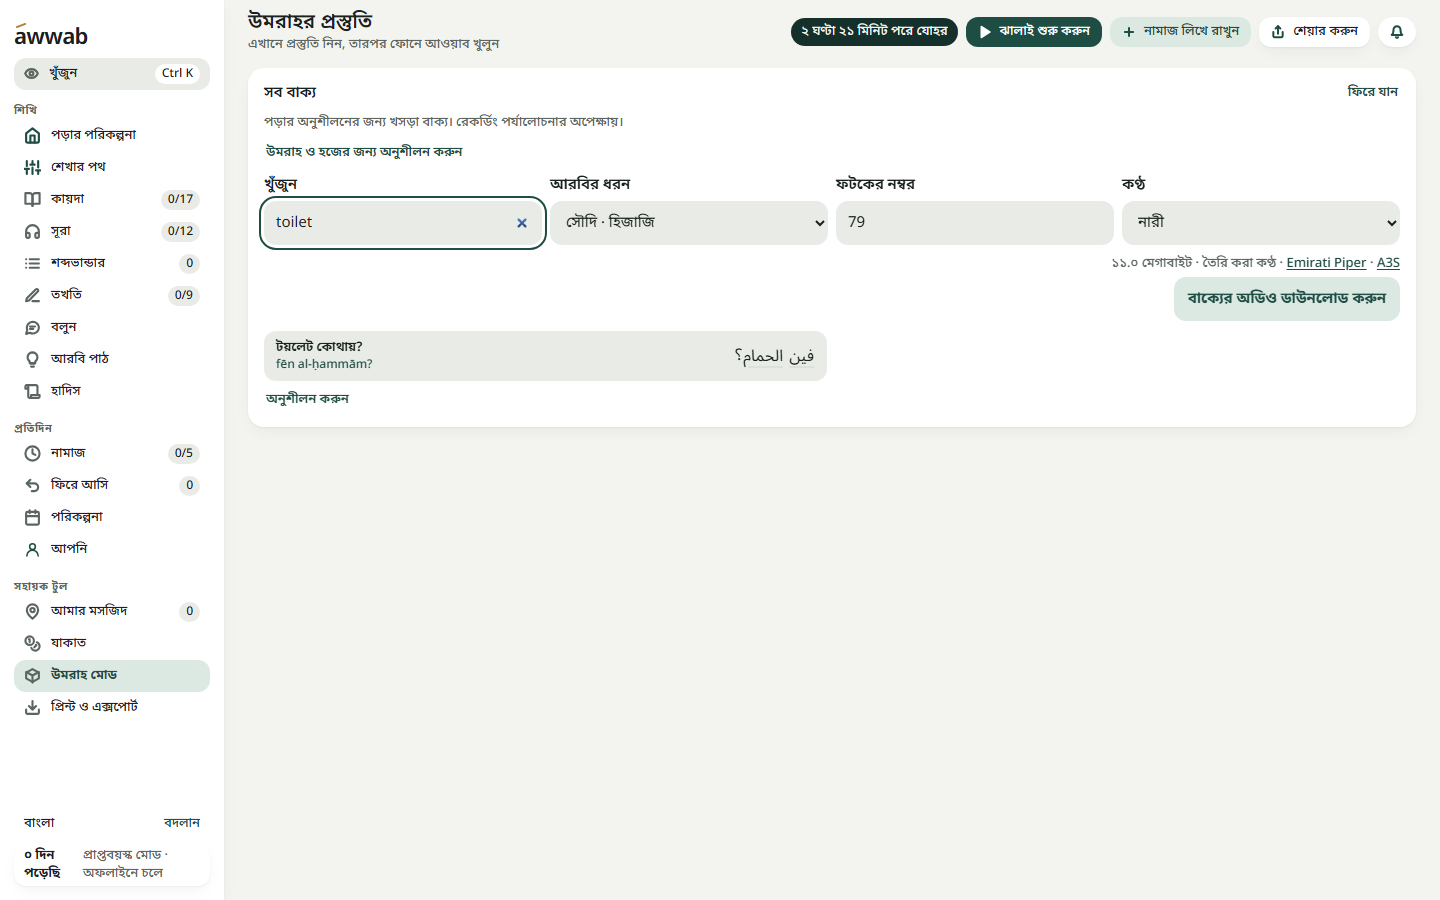 awwab
খুঁজুন Ctrl K
শিখি
পড়ার পরিকল্পনা
শেখার পথ
কায়দা 0/17
সূরা 0/12
শব্দভান্ডার 0
তখতি 0/9
বলুন
আরবি পাঠ
হাদিস
প্রতিদিন
নামাজ 0/5
ফিরে আসি 0
পরিকল্পনা
আপনি
সহায়ক টুল
আমার মসজিদ 0
যাকাত
উমরাহ মোড
প্রিন্ট ও এক্সপোর্ট
বাংলা বদলান
০ দিন পড়েছি
প্রাপ্তবয়স্ক মোড ·
অফলাইনে চলে
উমরাহর প্রস্তুতি
এখানে প্রস্তুতি নিন, তারপর ফোনে আওয়াব খুলুন
২ ঘণ্টা ২১ মিনিট পরে যোহর
ঝালাই শুরু করুন
নামাজ লিখে রাখুন
শেয়ার করুন
সব বাক্য ফিরে যান
পড়ার অনুশীলনের জন্য খসড়া বাক্য। রেকর্ডিং পর্যালোচনার অপেক্ষায়।
উমরাহ ও হজের জন্য অনুশীলন করুন
খুঁজুন আরবির ধরন ফটকের নম্বর কণ্ঠ
toilet সৌদি · হিজাজি 79 নারী
১১.০ মেগাবাইট · তৈরি করা কণ্ঠ · Emirati Piper · A3S
বাক্যের অডিও ডাউনলোড করুন
টয়লেট কোথায়?
fēn al-ḥammām?
فين الحمام؟
অনুশীলন করুন